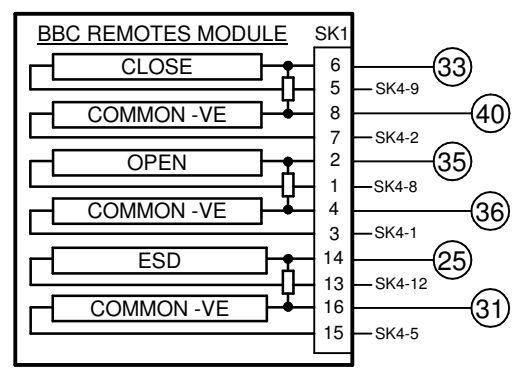 BBC REMOTES MODULE SK1
CLOSE 6 33
5 SK4-9
COMMON -VE 8 40
7 SK4-2
OPEN 2 35
1 SK4-8
COMMON -VE 4 36
3 SK4-1
ESD 14 25
13 SK4-12
COMMON -VE 16 31
15 SK4-5